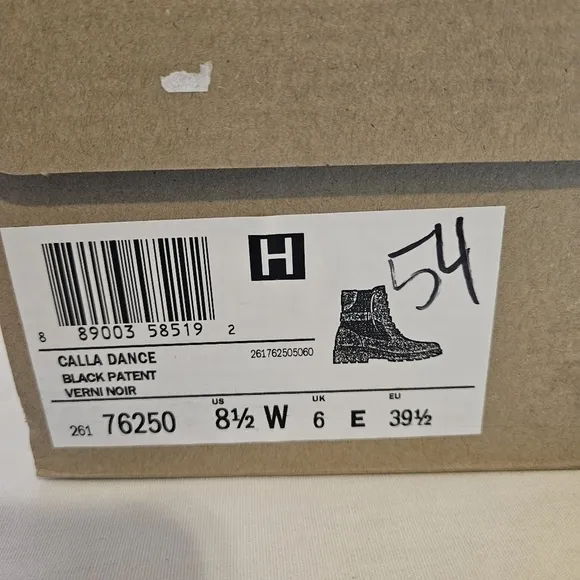 H
54
8 89003 58519 2
261762505060
CALLA DANCE
BLACK PATENT
VERNI NOIR
US UK EU
261 76250 8½ W 6 E 39½